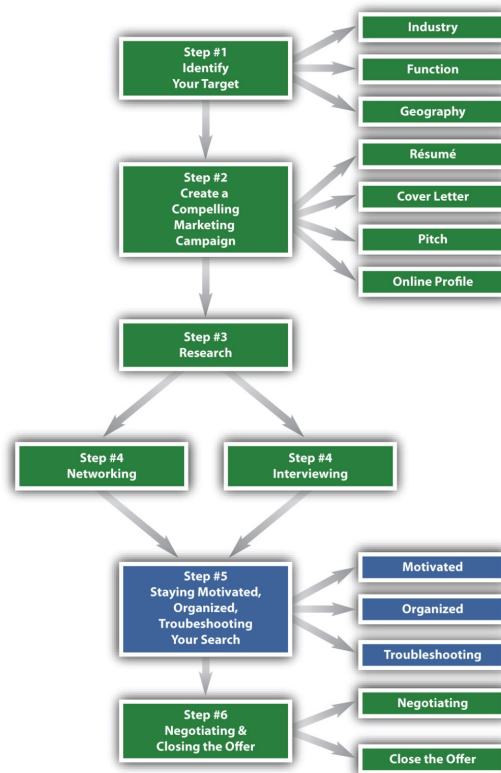 Step #1
Identify
Your Target
Industry
Function
Geography
Step #2
Create a
Compelling
Marketing
Campaign
Résumé
Cover Letter
Pitch
Online Profile
Step #3
Research
Step #4
Networking
Step #4
Interviewing
Step #5
Staying Motivated,
Organized,
Troubeshooting
Your Search
Motivated
Organized
Troubleshooting
Step #6
Negotiating &
Closing the Offer
Negotiating
Close the Offer